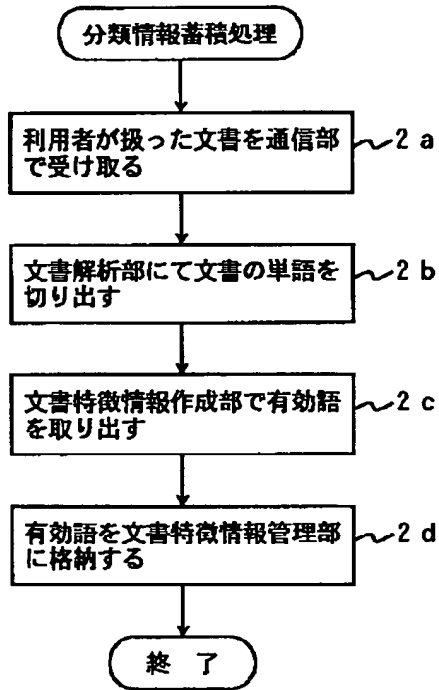 分類情報蓄積処理
利用者が扱った文書を通信部
で受け取る
2a
文書解析部にて文書の単語を
切り出す
2b
文書特徴情報作成部で有効語
を取り出す
2c
有効語を文書特徴情報管理部
に格納する
2d
終 了